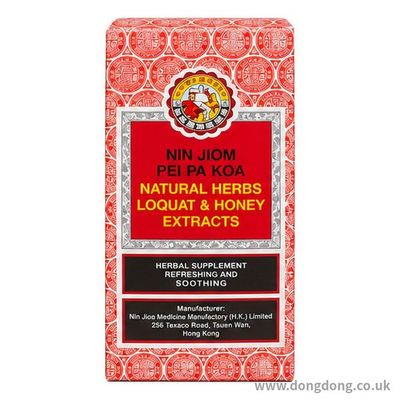 NIN JIOM
PEI PA KOA
NATURAL HERBS
LOQUAT & HONEY
EXTRACTS
HERBAL SUPPLEMENT
REFRESHING AND
SOOTHING
Manufacturer:
Nin Jioo Medicine Manufactory (H.K.) Limited
256 Texaco Road, Tsuen Wan,
Hong Kong
www.dongdong.co.uk